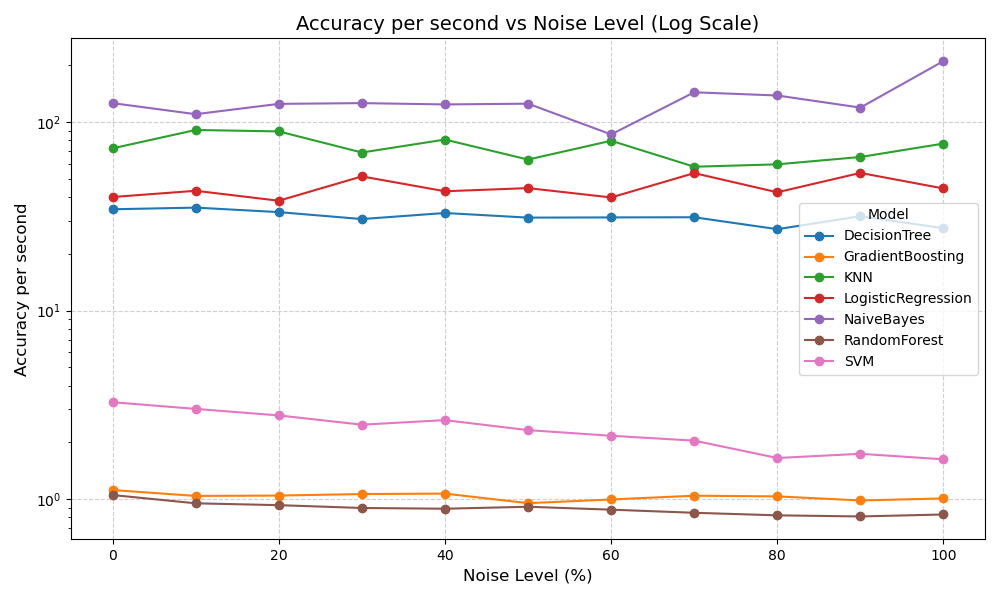 Accuracy per second vs Noise Level (Log Scale)
Accuracy per second
10²
10¹
10⁰
Model
DecisionTree
GradientBoosting
KNN
LogisticRegression
NaiveBayes
RandomForest
SVM
0 20 40 60 80 100
Noise Level (%)